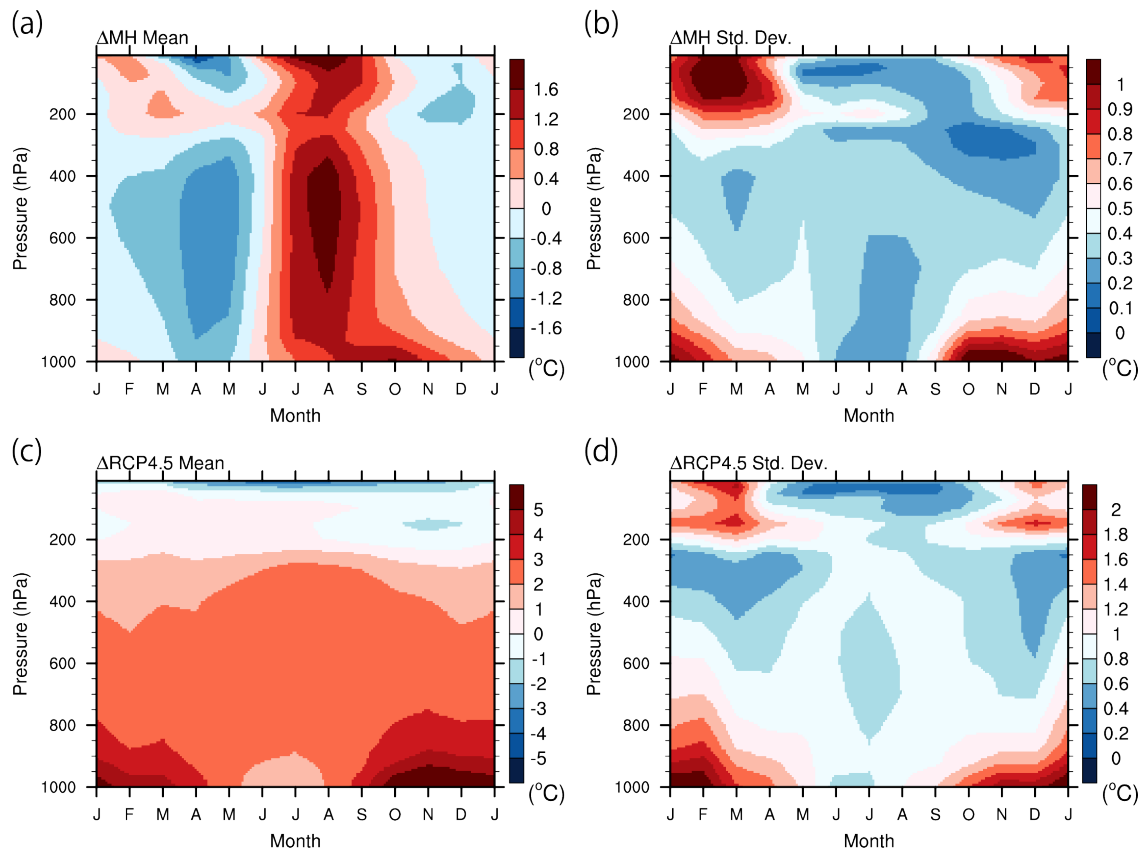 (a)
ΔMH Mean
Pressure (hPa)
200
400
600
800
1000
J F M A M J J A S O N D J
Month
1.6
1.2
0.8
0.4
0
-0.4
-0.8
-1.2
-1.6
(°C)
(b)
ΔMH Std. Dev.
Pressure (hPa)
200
400
600
800
1000
J F M A M J J A S O N D J
Month
1
1
0.9
0.8
0.7
0.6
0.5
0.4
0.3
0.2
0.1
0
(°C)
(c)
ΔRCP4.5 Mean
Pressure (hPa)
200
400
600
800
1000
J F M A M J J A S O N D J
Month
5
4
3
2
1
0
-1
-2
-3
-4
-5
(°C)
(d)
ΔRCP4.5 Std. Dev.
Pressure (hPa)
200
400
600
800
1000
J F M A M J J A S O N D J
Month
2
1.8
1.6
1.4
1.2
1
0.8
0.6
0.4
0.2
0
(°C)